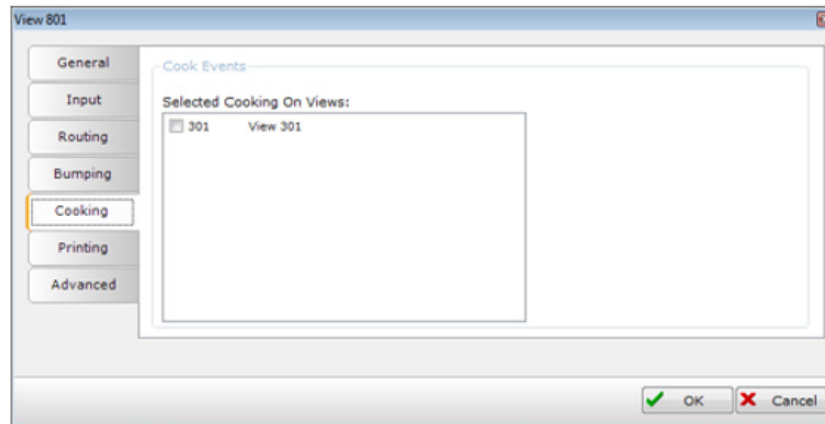 View 801
General
Input
Routing
Bumping
Cooking
Printing
Advanced
Cook Events
Selected Cooking On Views:
301 View 301
OK Cancel